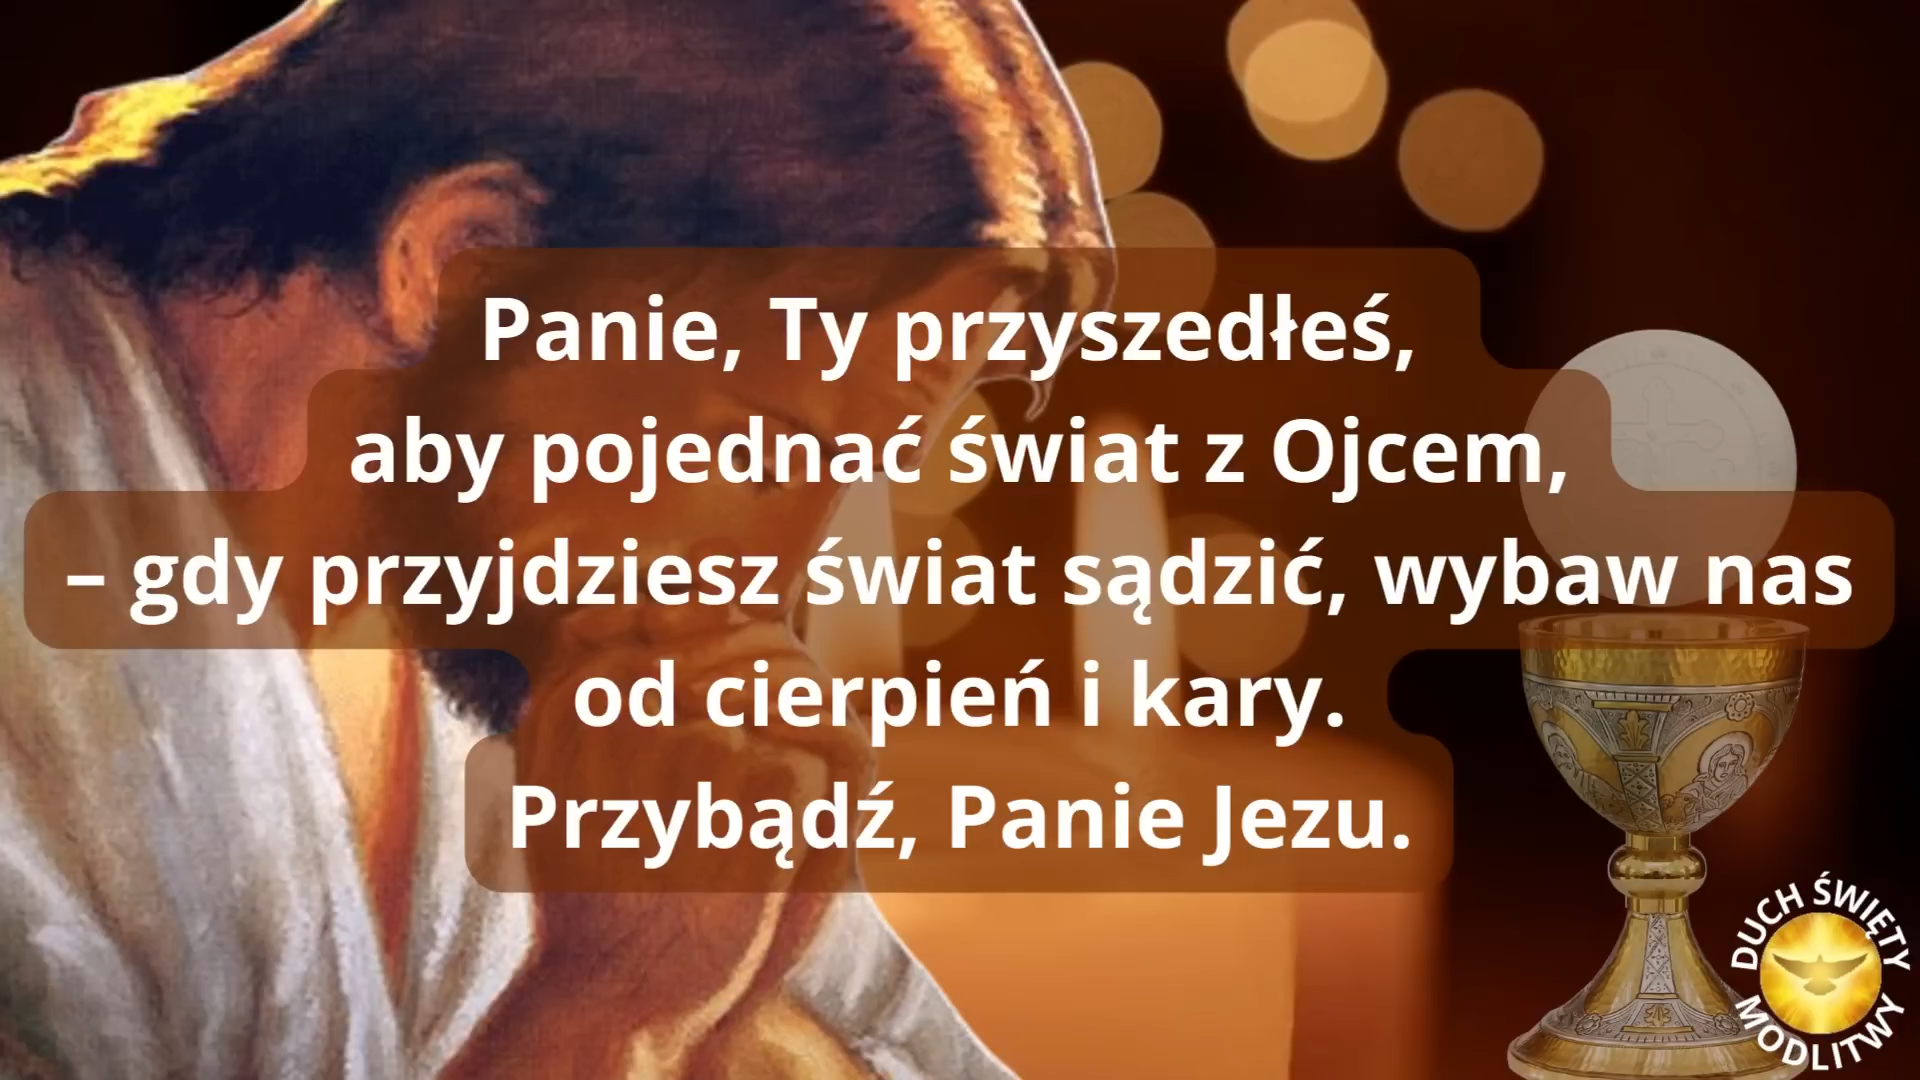 Panie, Ty przyszedłeś,
aby pojednać świat z Ojcem,
– gdy przyjdziesz świat sądzić, wybaw nas
od cierpień i kary.
Przybądź, Panie Jezu.
DUCH ŚWIĘTY
MODLITWY